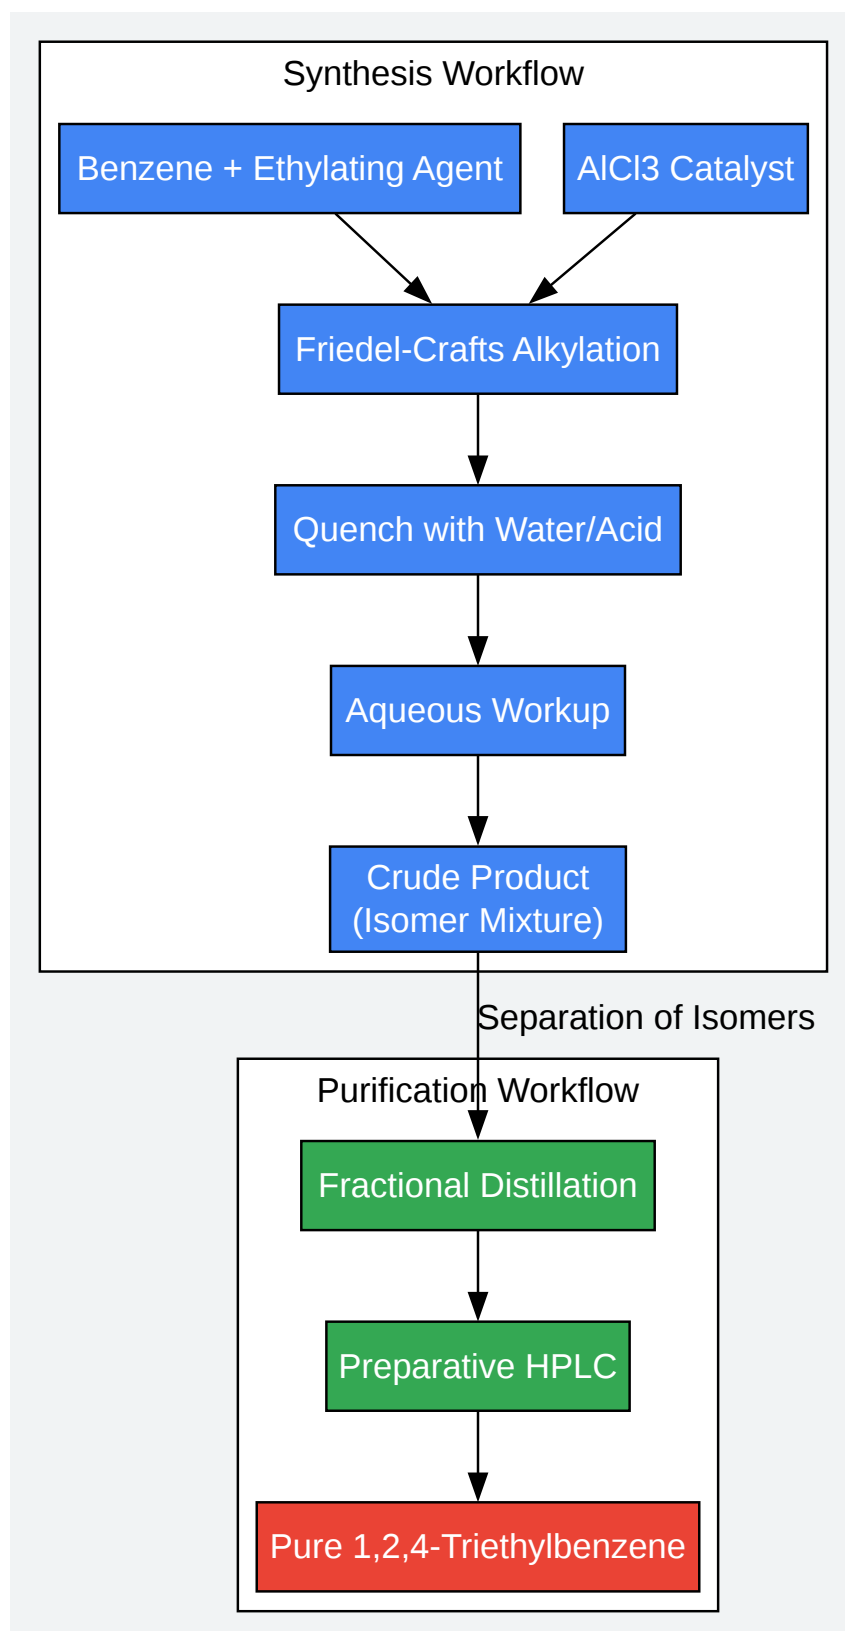 Synthesis Workflow
Benzene + Ethylating Agent
AlCl3 Catalyst
Friedel-Crafts Alkylation
Quench with Water/Acid
Aqueous Workup
Crude Product
(Isomer Mixture)
Separation of Isomers
Purification Workflow
Fractional Distillation
Preparative HPLC
Pure 1,2,4-Triethylbenzene